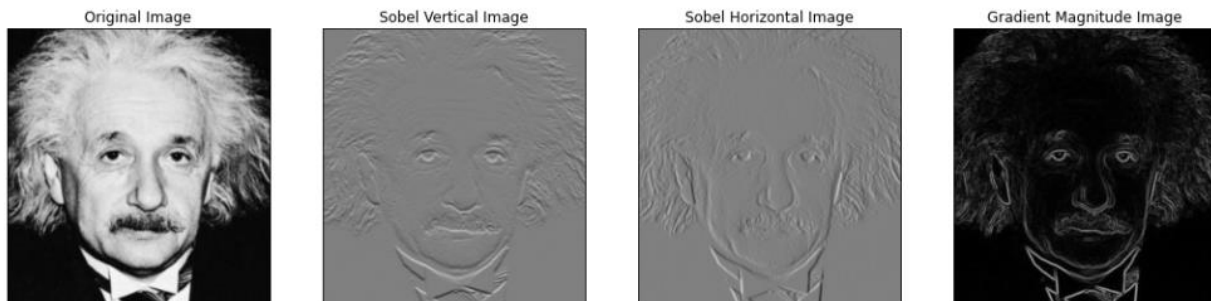 Original Image
Sobel Vertical Image
Sobel Horizontal Image
Gradient Magnitude Image